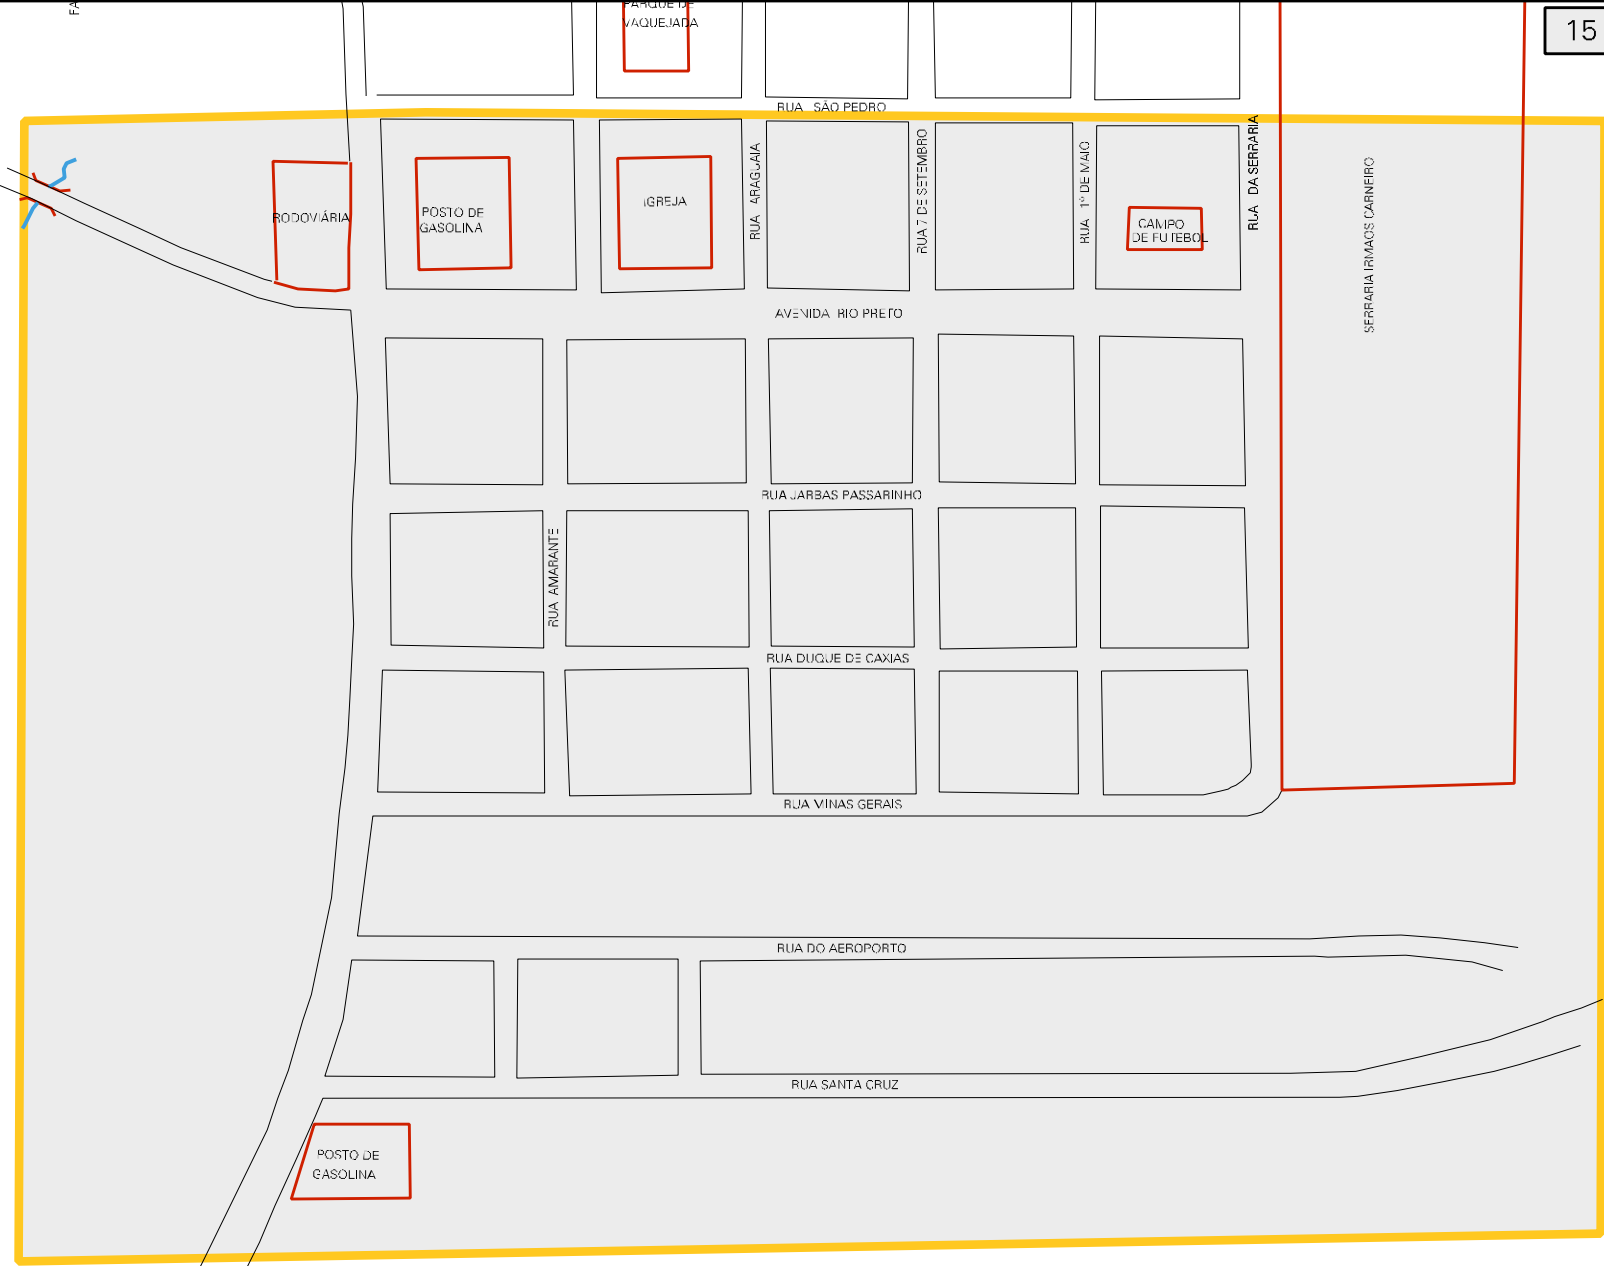 FA
PARQUE DE
VAQUEJADA
15
RUA SÃO PEDRO
RODOVIÁRIA
POSTO DE
GASOLINA
IGREJA
RUA ARAGUAIA
RUA 7 DE SETEMBRO
RUA 1º DE MAIO
CAMPO
DE FUTEBOL
RUA DA SERRARIA
SERRARIA IRMAOS CARNEIRO
AVENIDA RIO PRETO
RUA JARBAS PASSARINHO
RUA AMARANTE
RUA DUQUE DE CAXIAS
RUA MINAS GERAIS
RUA DO AEROPORTO
RUA SANTA CRUZ
POSTO DE
GASOLINA